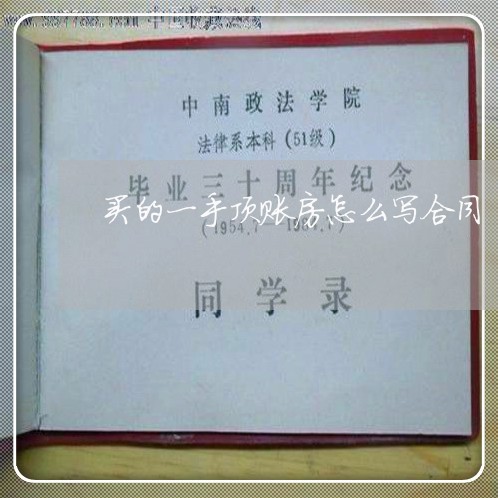 中南政法学院
法律系本科(51级)
毕业三十周年纪念
买的一手顶账房怎么写合同
同学录